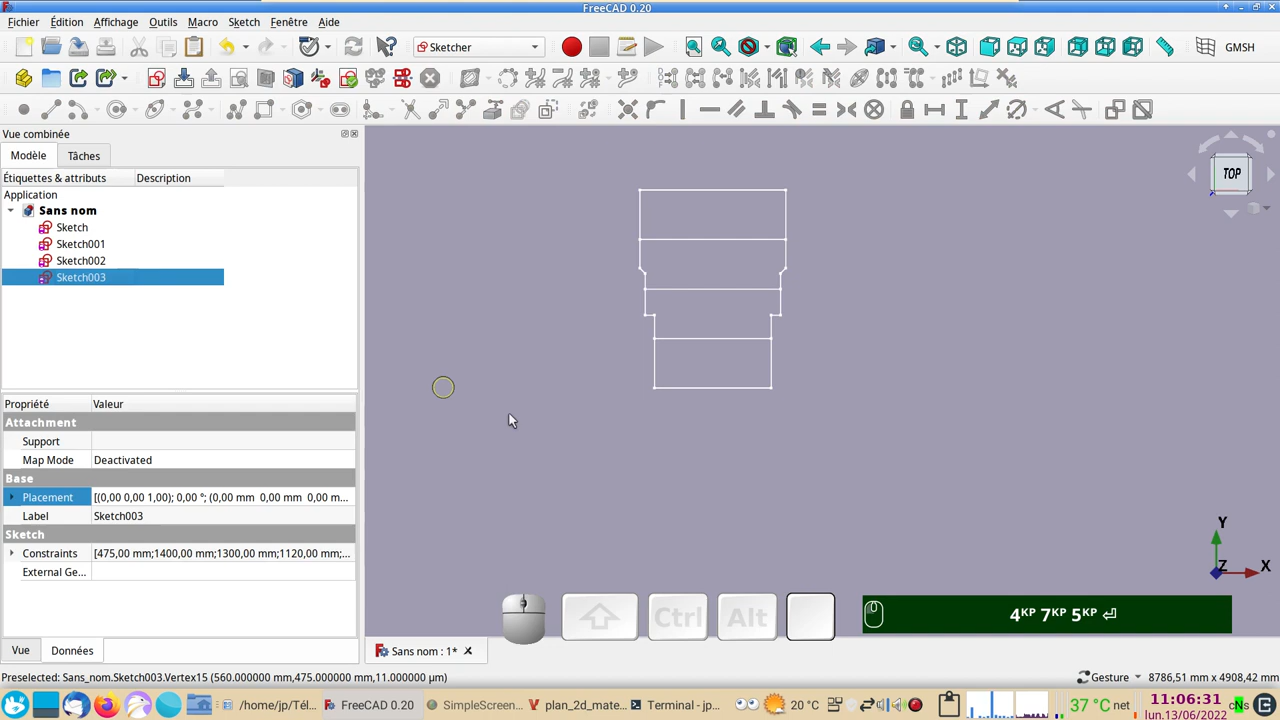 FreeCAD 0.20
Fichier Édition Affichage Outils Macro Sketch Fenêtre Aide
Sketcher
GMSH
Vue combinée
Modèle Tâches
Étiquettes & attributs Description
Application
Sans nom
Sketch
Sketch001
Sketch002
Sketch003
TOP
Propriété Valeur
Attachment
Support
Map Mode Deactivated
Base
Placement [(0,00 0,00 1,00); 0,00 °; (0,00 mm 0,00 mm 0,00 m...
Label Sketch003
Sketch
Constraints [475,00 mm;1400,00 mm;1300,00 mm;1120,00 mm;...
External Ge...
Y
Z X
Ctrl Alt
4KP 7KP 5KP ⏎
Vue Données
Sans nom : 1*
Preselected: Sans_nom.Sketch003.Vertex15 (560.000000 mm,475.000000 mm,11.000000 µm) Gesture 8786,51 mm x 4908,42 mm
/home/jp/Tél... FreeCAD 0.20 SimpleScreen... plan_2d_mate... Terminal - jp... 20 °C 37 °C net 11:06:31 cNs
lun.13/06/2022